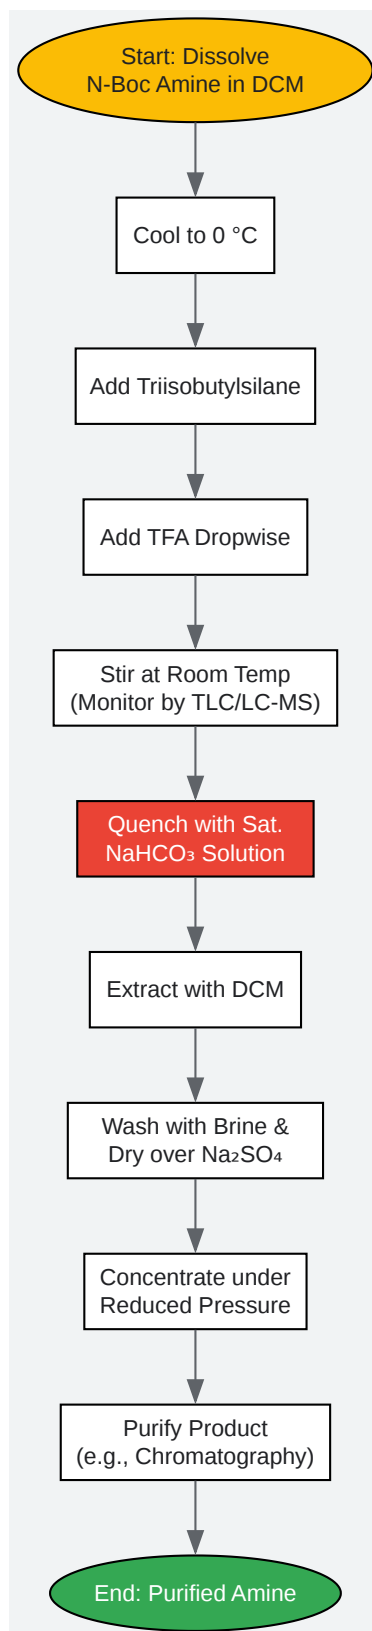 Start: Dissolve
N-Boc Amine in DCM
Cool to 0 °C
Add Triisobutylsilane
Add TFA Dropwise
Stir at Room Temp
(Monitor by TLC/LC-MS)
Quench with Sat.
NaHCO₃ Solution
Extract with DCM
Wash with Brine &
Dry over Na₂SO₄
Concentrate under
Reduced Pressure
Purify Product
(e.g., Chromatography)
End: Purified Amine